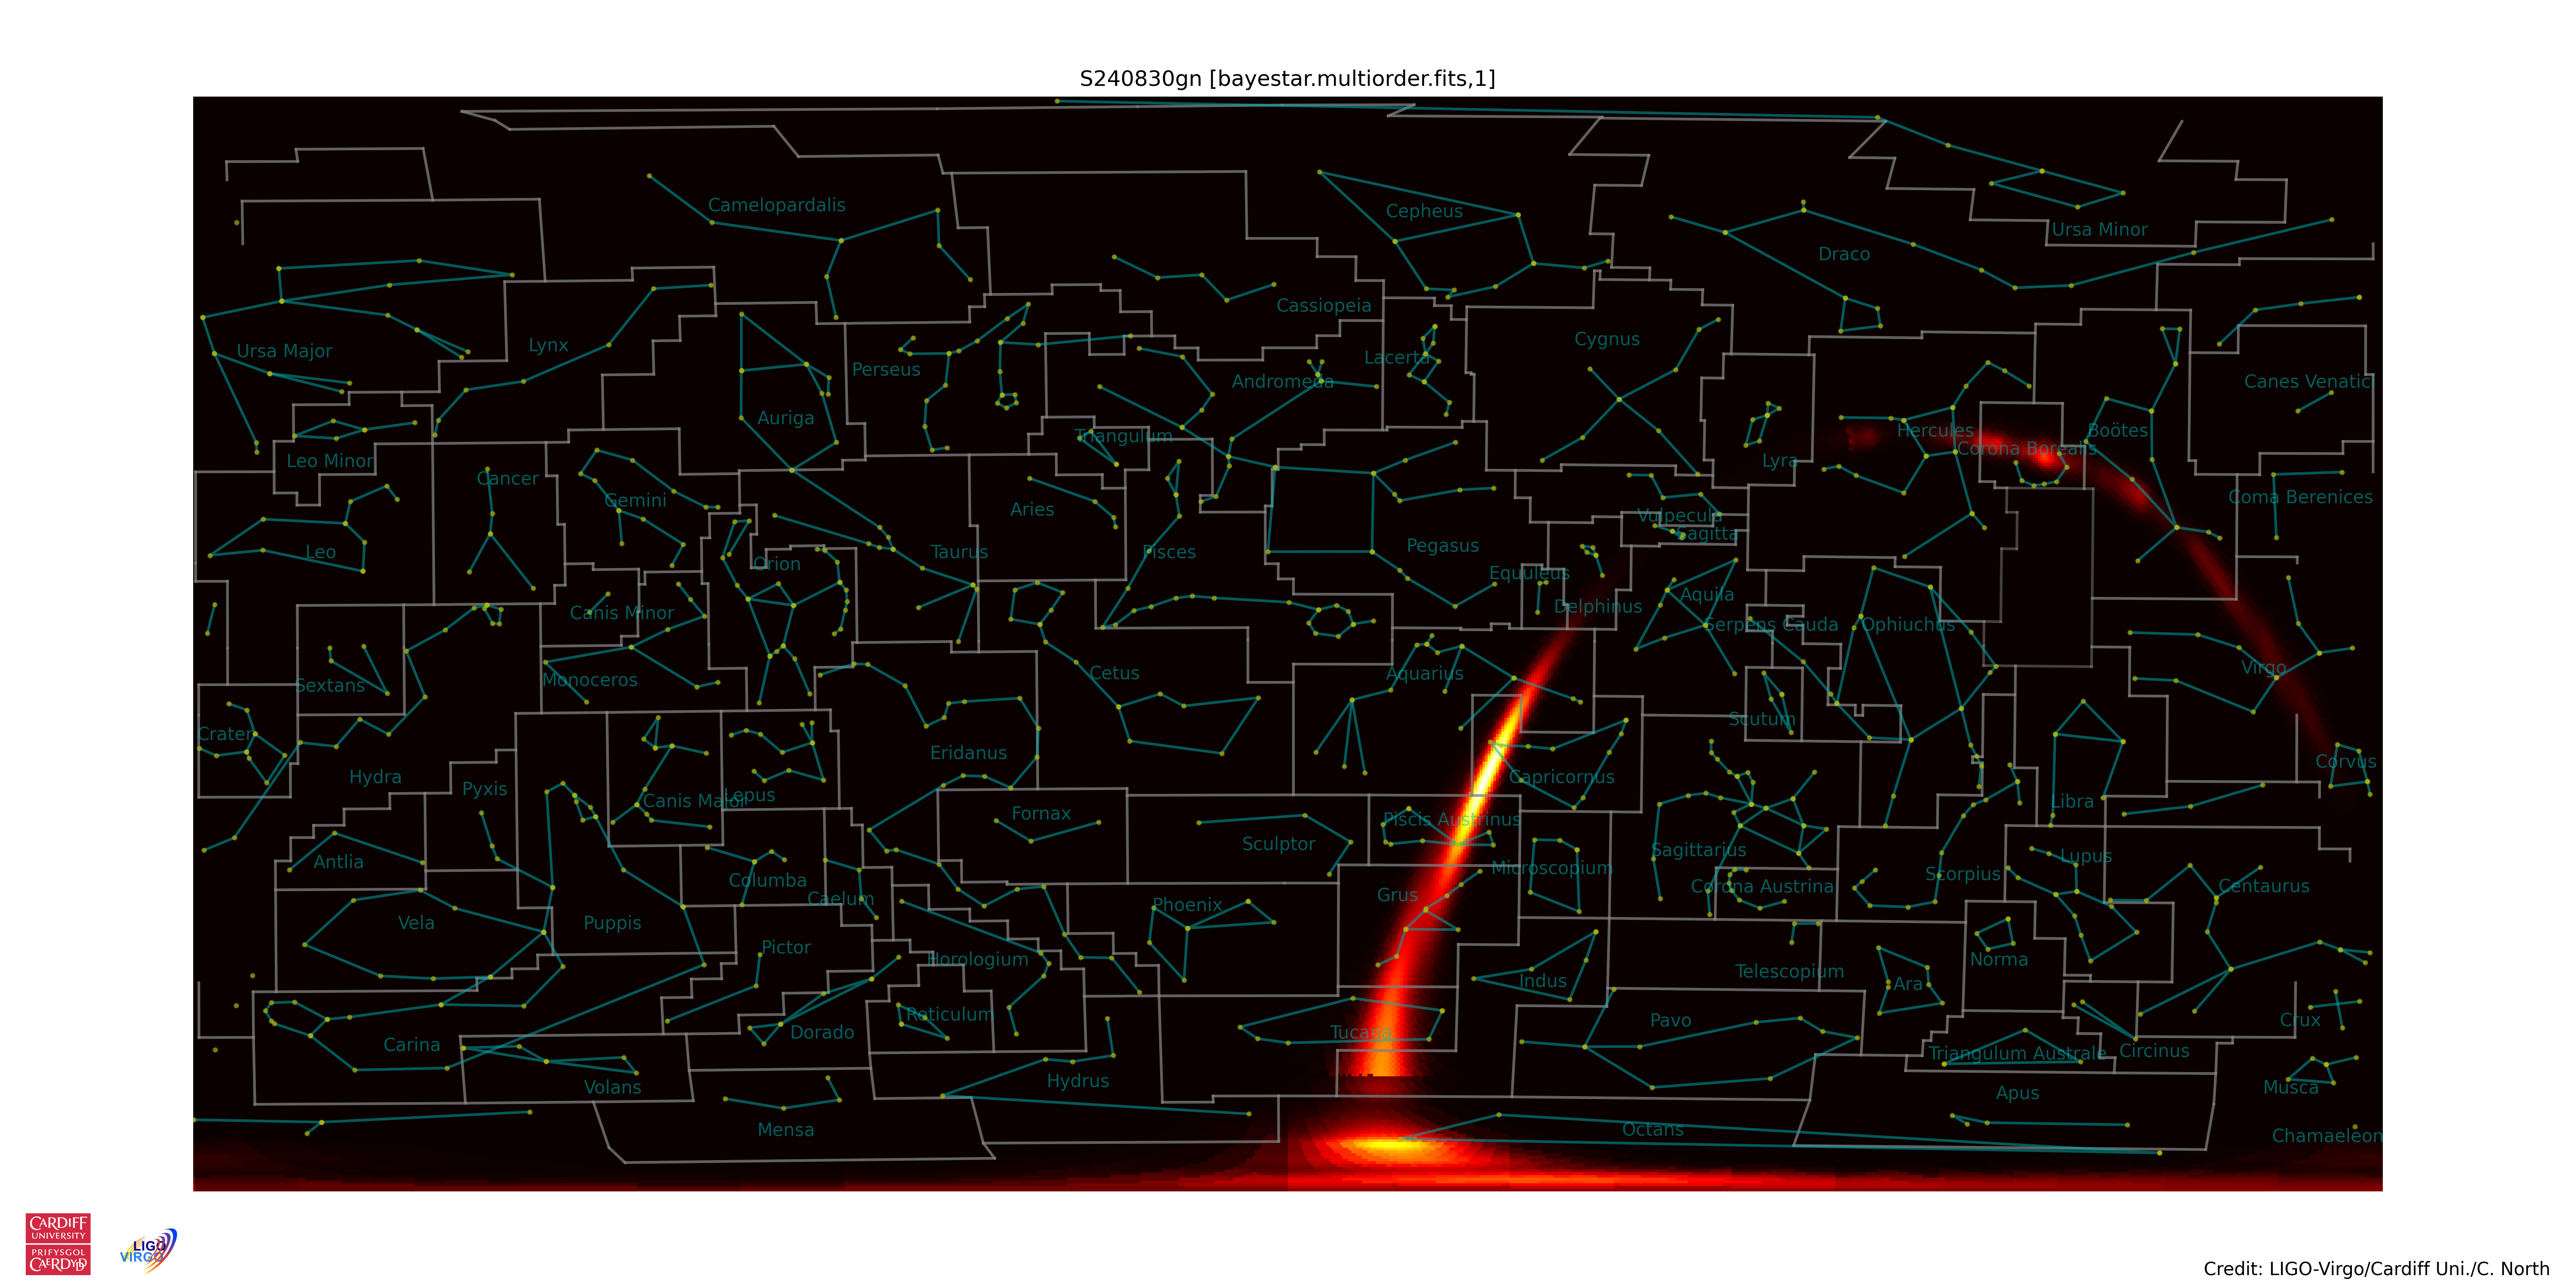 S240830gn [bayestar.multiorder.fits,1]
Camelopardalis
Cepheus
Ursa Minor
Draco
Cassiopeia
Ursa Major
Lynx
Perseus
Lacerta
Cygnus
Andromeda
Canes Venatici
Auriga
Triangulum
Hercules
Boötes
Corona Borealis
Leo Minor
Lyra
Cancer
Gemini
Aries
Coma Berenices
Vulpecula
Sagitta
Leo
Orion
Taurus
Pisces
Pegasus
Equuleus
Aquila
Canis Minor
Delphinus
Serpens Cauda
Ophiuchus
Sextans
Monoceros
Cetus
Aquarius
Virgo
Crater
Scutum
Eridanus
Corvus
Hydra
Pyxis
Capricornus
Canis Major
Lepus
Libra
Fornax
Piscis Austrinus
Sculptor
Antlia
Sagittarius
Lupus
Microscopium
Columba
Corona Austrina
Scorpius
Centaurus
Caelum
Grus
Phoenix
Vela
Puppis
Pictor
Horologium
Telescopium
Norma
Indus
Ara
Reticulum
Pavo
Crux
Dorado
Tucana
Carina
Triangulum Australe
Circinus
Volans
Hydrus
Apus
Musca
Mensa
Octans
Chamaeleon
CARDIFF
UNIVERSITY
PRIFYSGOL
CAERDYDD
LIGO
VIRGO
Credit: LIGO-Virgo/Cardiff Uni./C. North